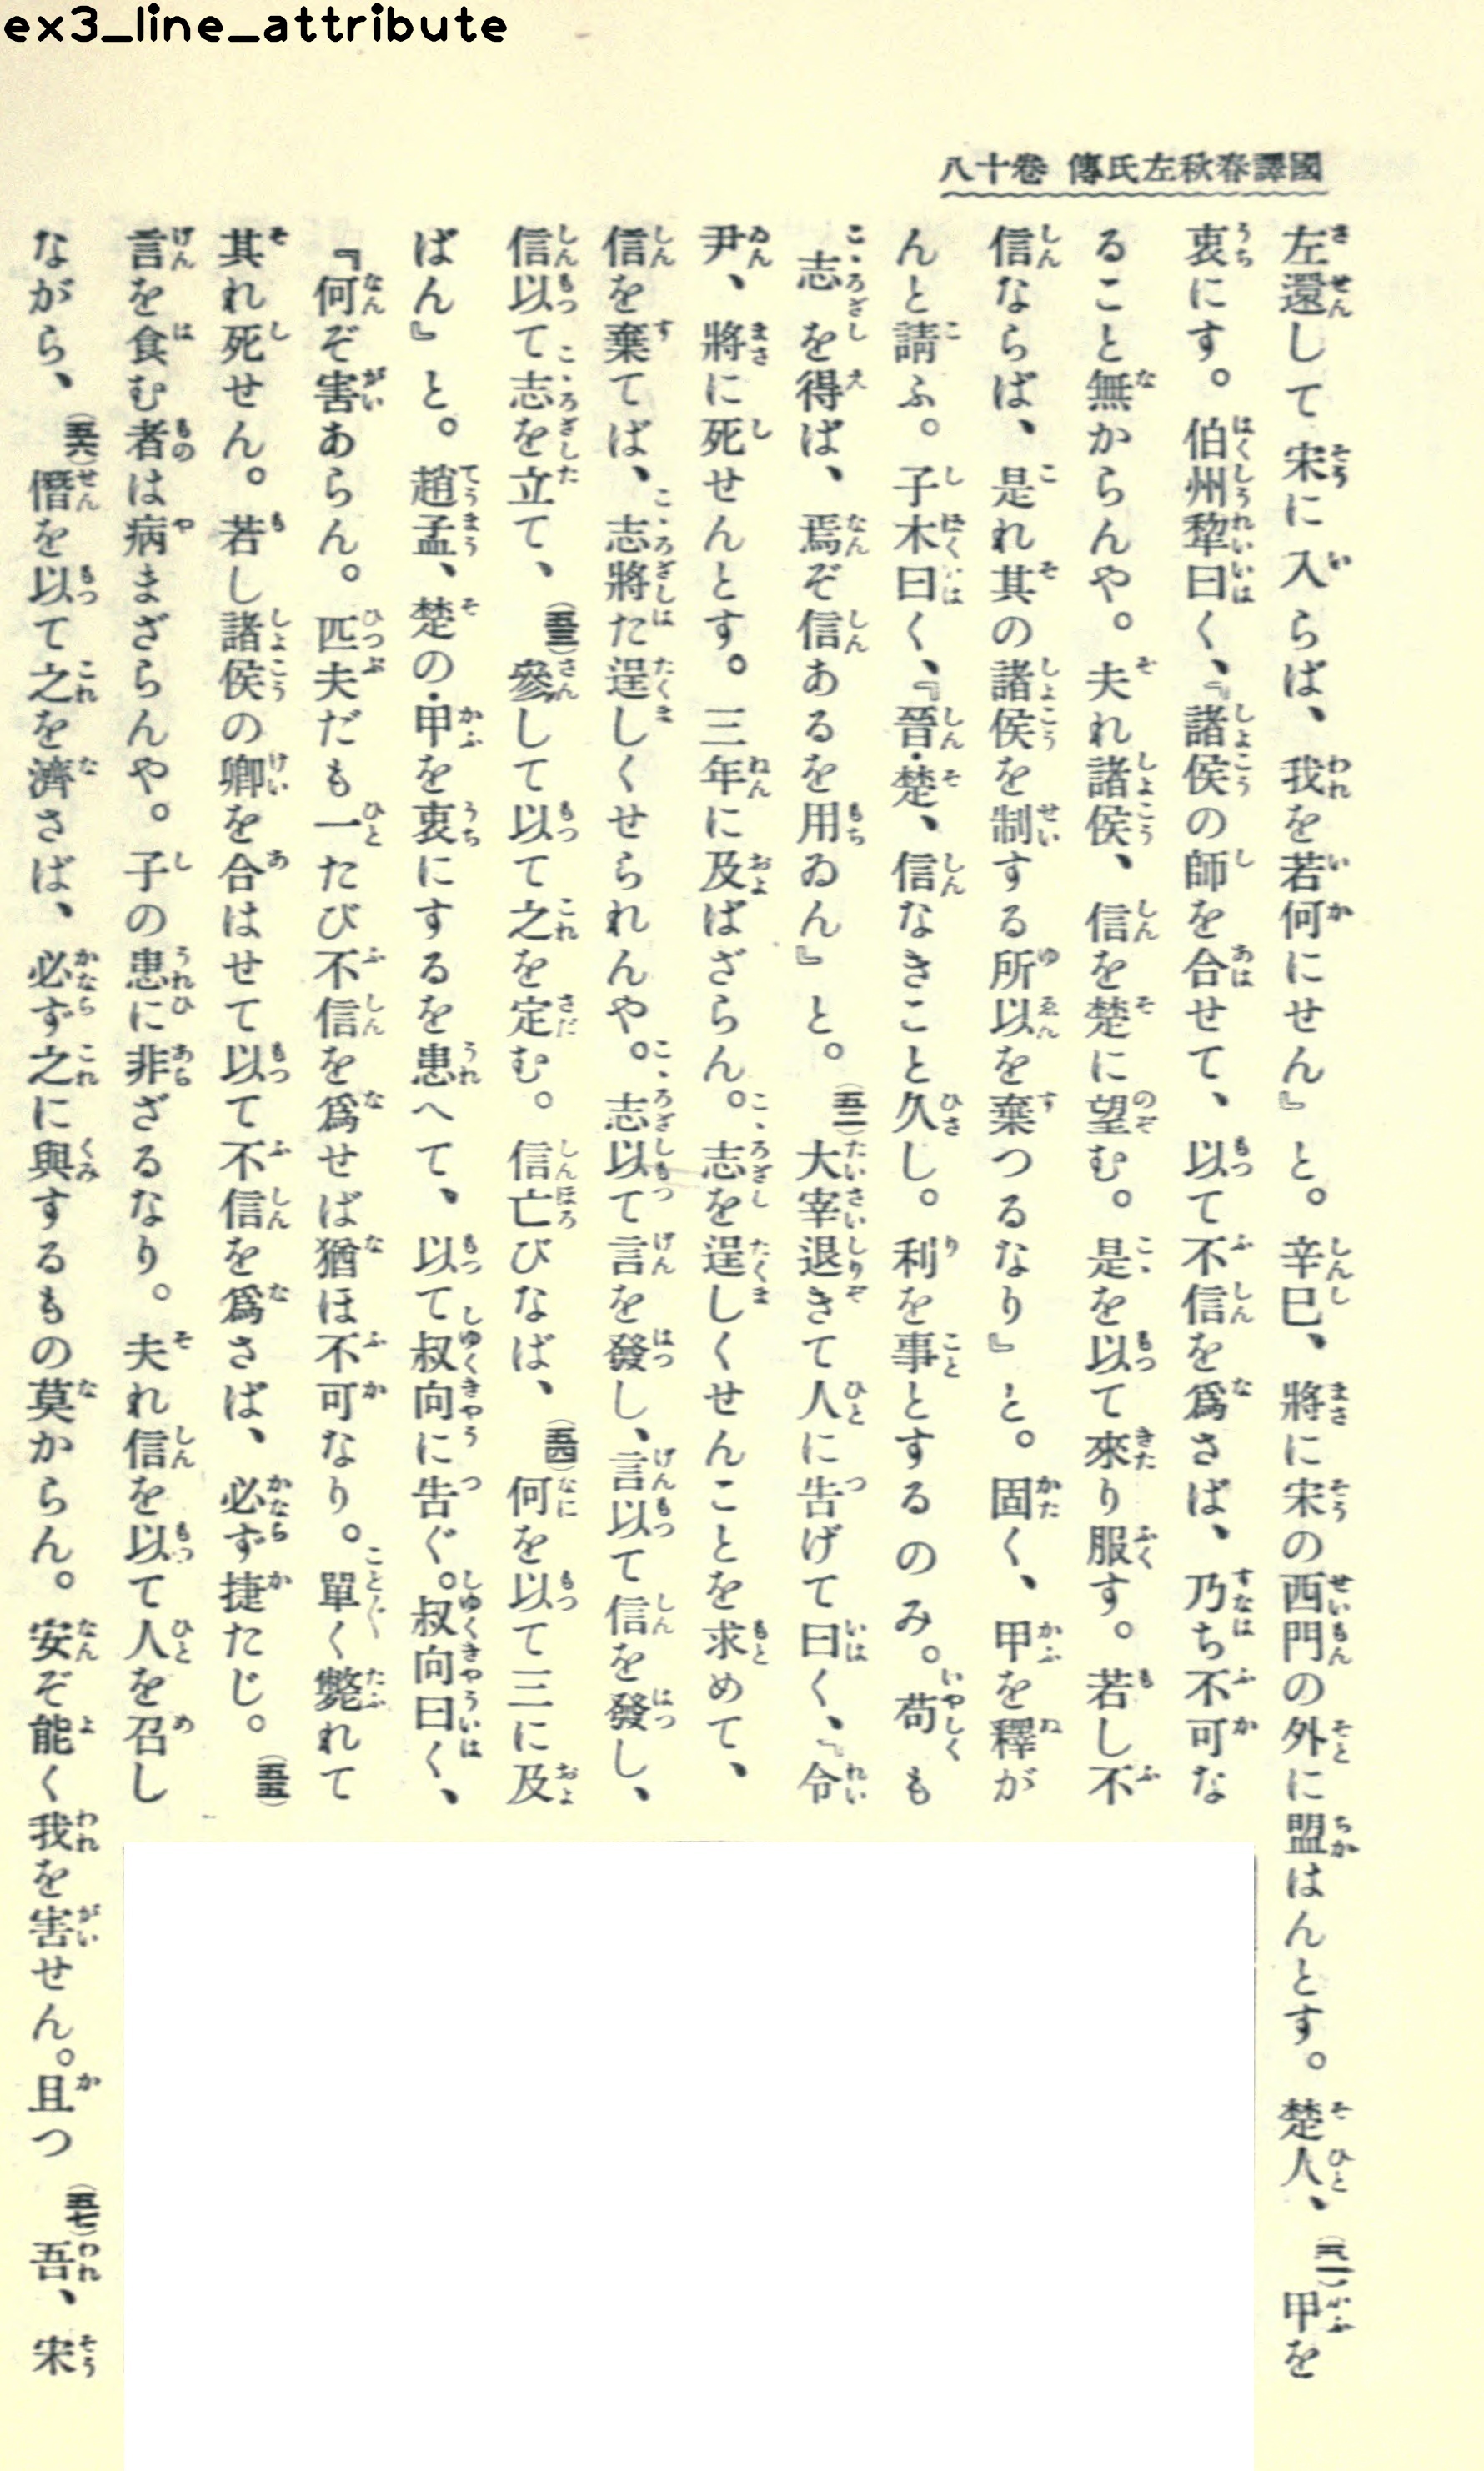 ex3_line_attribute
國譯春秋左氏傳 卷十八
左還して宋に入らば、我を若何にせん』と。辛巳、將に宋の西門の外に盟はんとす。楚人、(五一)甲を
衷にす。伯州犂曰く、『諸侯の師を合せて、以て不信を爲さば、乃ち不可な
ること無からんや。夫れ諸侯、信を楚に望む。是を以て來り服す。若し不
信ならば、是れ其の諸侯を制する所以を棄つるなり』と。固く、甲を釋が
んと請ふ。子木曰く、『晉・楚、信なきこと久し。利を事とするのみ。苟も
志を得ば、焉ぞ信あるを用ゐん』と。(五二)大宰退きて人に告げて曰く、『令
尹、將に死せんとす。三年に及ばざらん。志を逞しくせんことを求めて、
信を棄てば、志將た逞しくせられんや。志以て言を發し、言以て信を發し、
信以て志を立て、(五三)參して以て之を定む。信亡びなば、(五四)何を以て三に及
ばん』と。趙孟、楚の・甲を衷にするを患へて、以て叔向に告ぐ。叔向曰く、
『何ぞ害あらん。匹夫だも一たび不信を爲せば猶ほ不可なり。單く斃れて
其れ死せん。若し諸侯の卿を合はせて以て不信を爲さば、必ず捷たじ。(五五)
言を食む者は病まざらんや。子の患に非ざるなり。夫れ信を以て人を召し
ながら、(五六)僭を以て之を濟さば、必ず之に與するもの莫からん。安ぞ能く我を害せん。且つ(五七)吾、宋